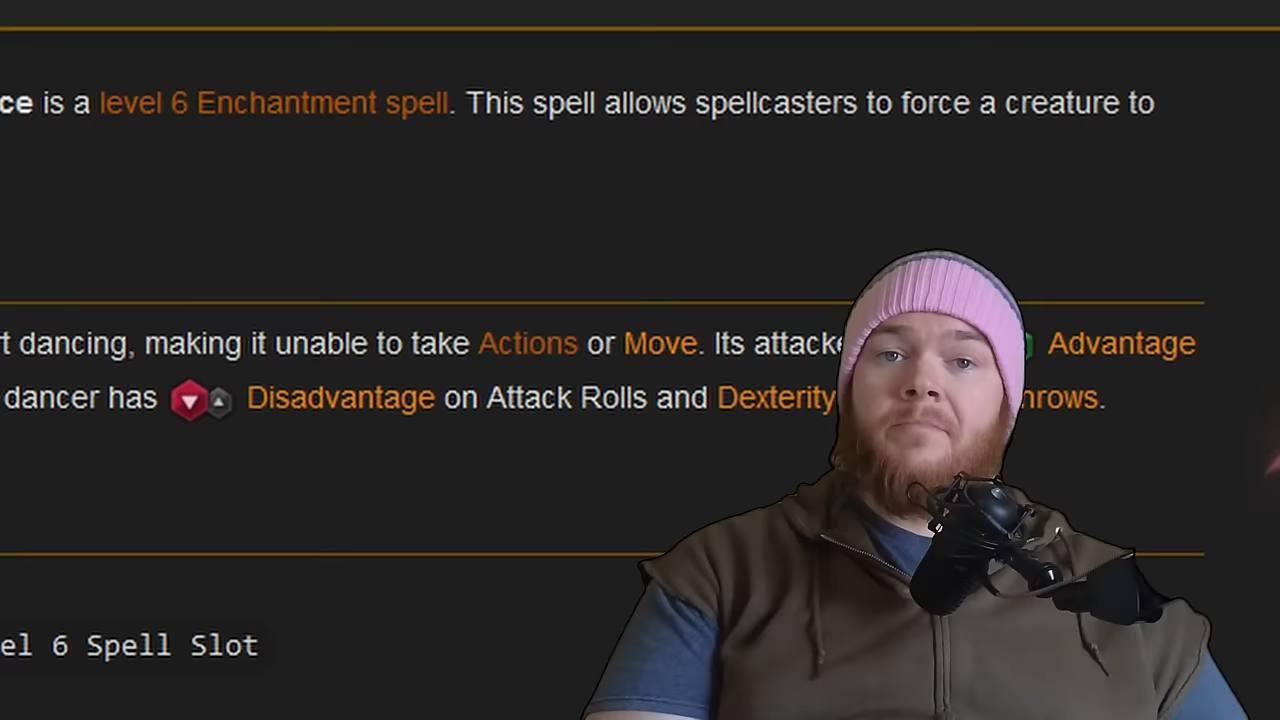 ce is a level 6 Enchantment spell. This spell allows spellcasters to force a creature to
t dancing, making it unable to take Actions or Move. Its attacke Advantage
dancer has Disadvantage on Attack Rolls and Dexterity hrows.
el 6 Spell Slot